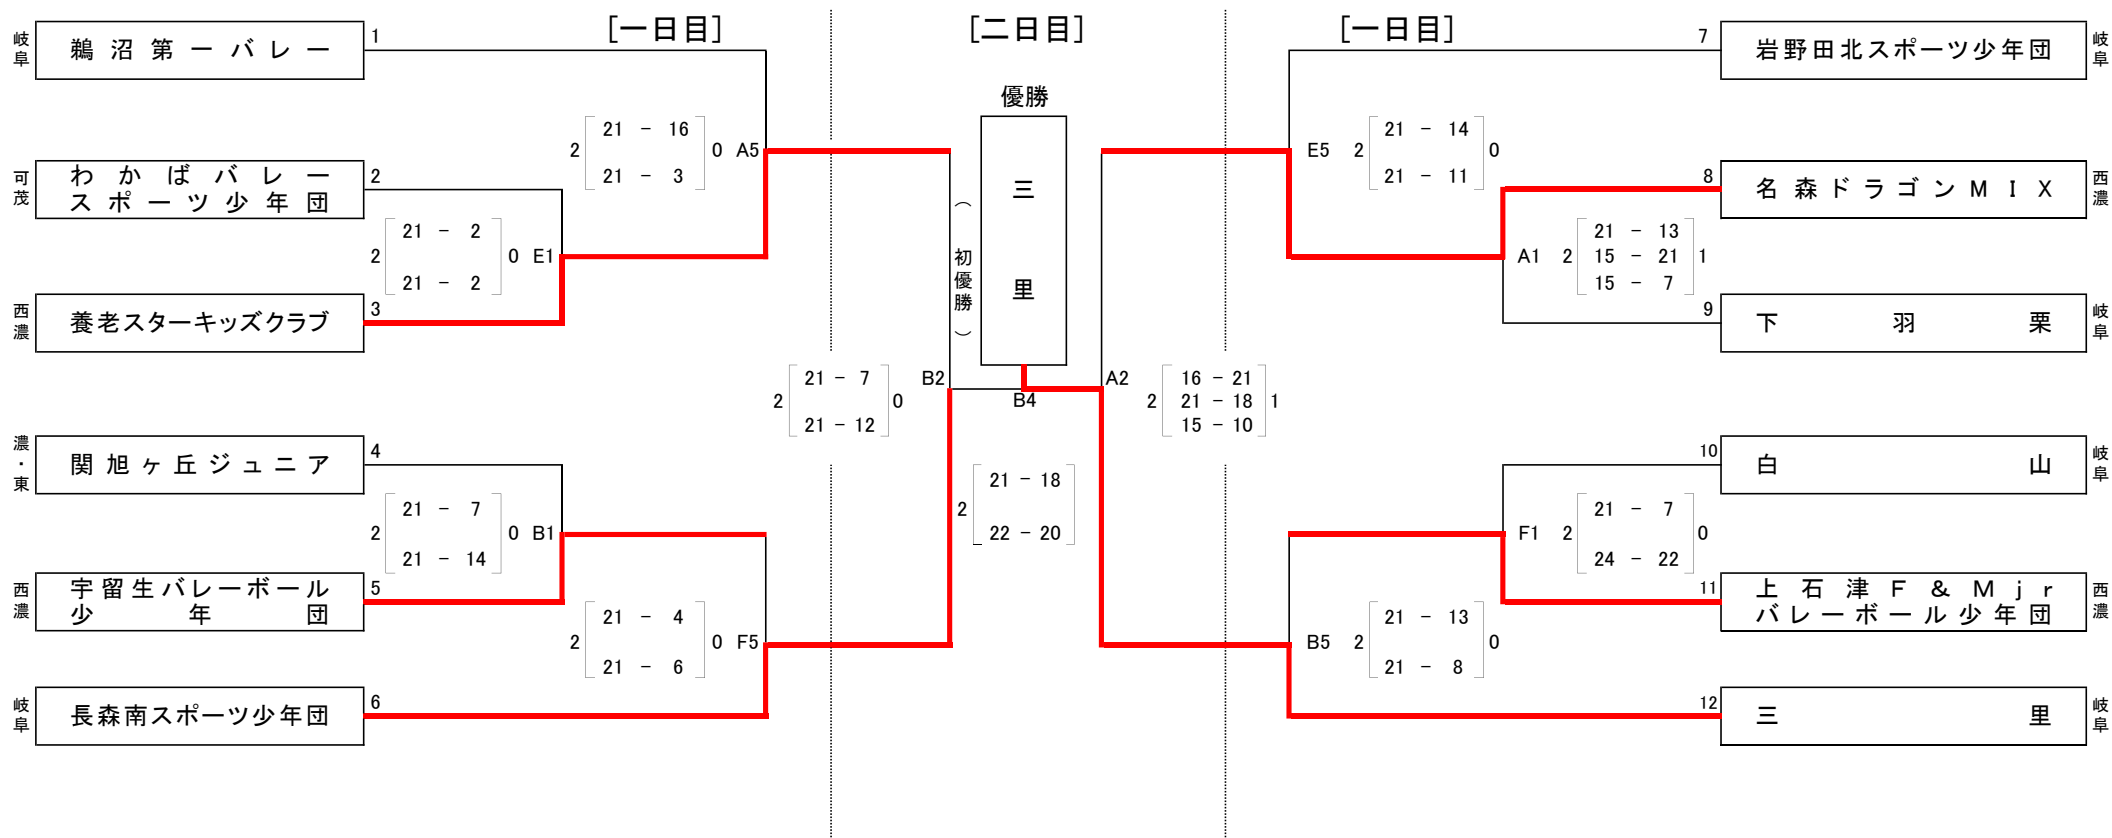 [一日目]
[二日目]
[一日目]
岐阜
鵜沼第一バレー
1
2
21 - 16
21 - 3
0
A5
可茂
わかばバレー
スポーツ少年団
2
2
21 - 2
21 - 2
0
E1
西濃
養老スターキッズクラブ
3
濃・東
関旭ヶ丘ジュニア
4
2
21 - 7
21 - 14
0
B1
西濃
宇留生バレーボール
少年団
5
2
21 - 4
21 - 6
0
F5
岐阜
長森南スポーツ少年団
6
優勝
三里
(初優勝)
2
21 - 7
21 - 12
0
B2
B4
2
21 - 18
22 - 20
A2
2
16 - 21
21 - 18
15 - 10
1
7
岩野田北スポーツ少年団
岐阜
E5
2
21 - 14
21 - 11
0
8
名森ドラゴンMIX
西濃
A1
2
21 - 13
15 - 21
15 - 7
1
9
下羽栗
岐阜
10
白山
岐阜
F1
2
21 - 7
24 - 22
0
11
上石津F&Mjr
バレーボール少年団
西濃
B5
2
21 - 13
21 - 8
0
12
三里
岐阜